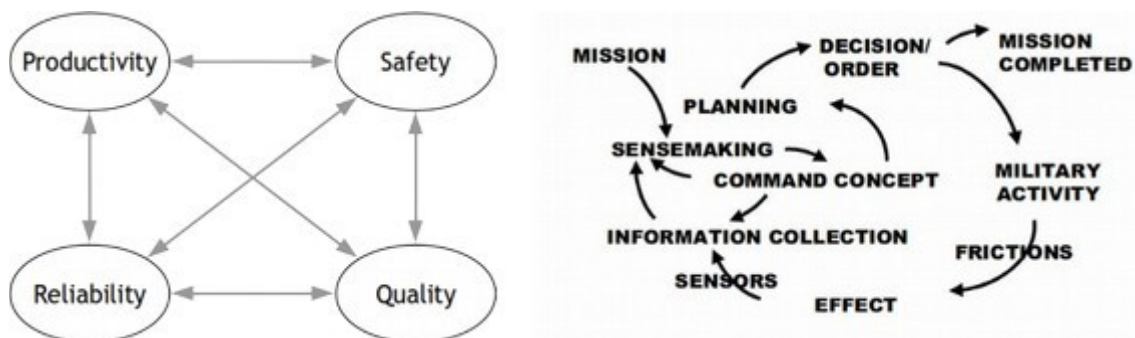 Productivity
Safety
Reliability
Quality
MISSION
DECISION/
ORDER
MISSION
COMPLETED
PLANNING
SENSEMAKING
COMMAND CONCEPT
MILITARY
ACTIVITY
INFORMATION COLLECTION
FRICTIONS
SENSORS
EFFECT